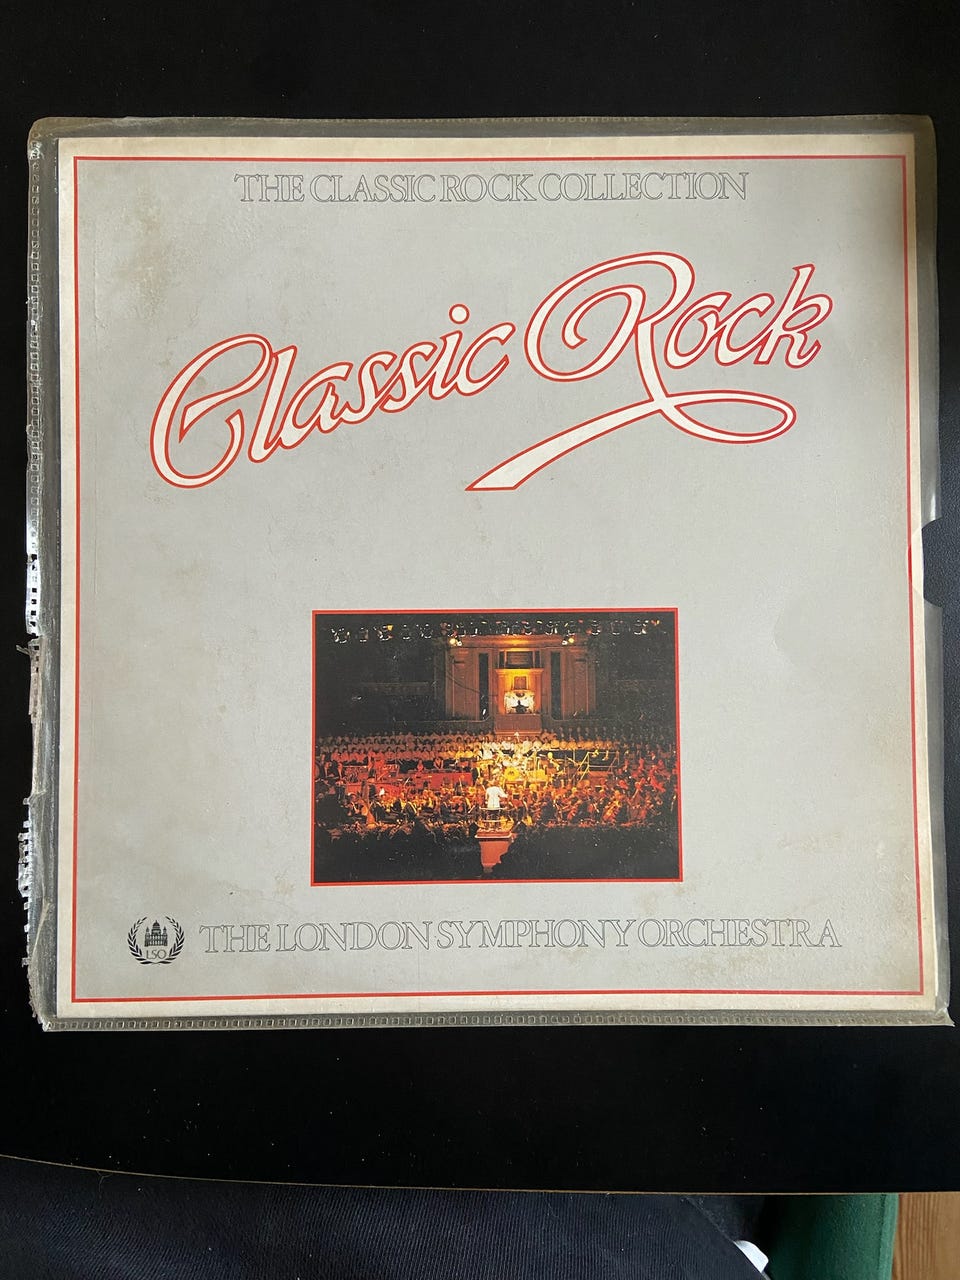 THE CLASSIC ROCK COLLECTION
Classic Rock
LSO
THE LONDON SYMPHONY ORCHESTRA